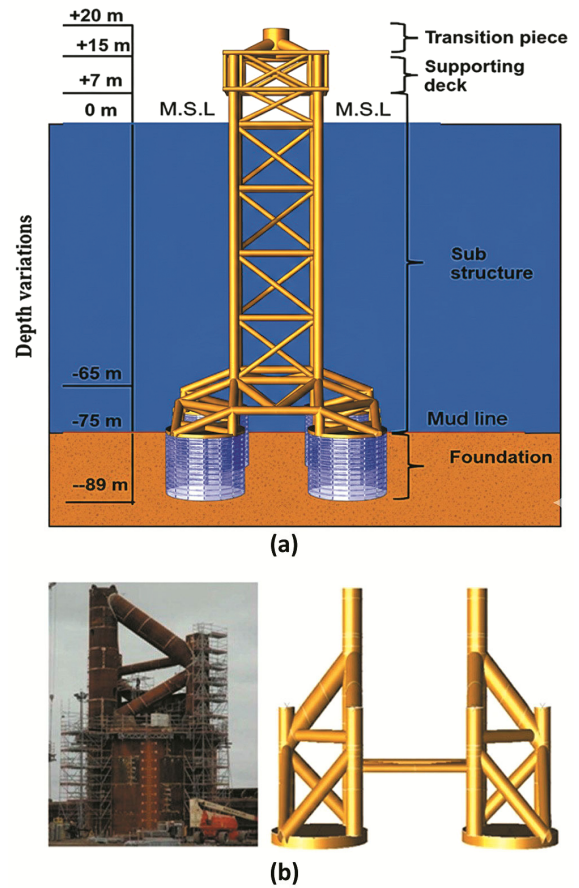 +20 m
+15 m
+7 m
0 m
M.S.L
M.S.L
Transition piece
Supporting
deck
Depth variations
Sub
structure
-65 m
-75 m
--89 m
Mud line
Foundation
(a)
(b)